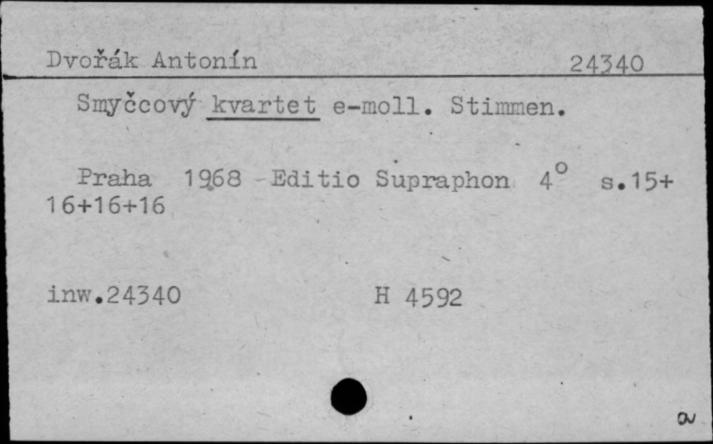 Dvořák Antonín 24340
Smyčcový kvartet e-moll. Stimmen.
Praha 1968 Editio Supraphon 4° s.15+
16+16+16
inw.24340 H 4592